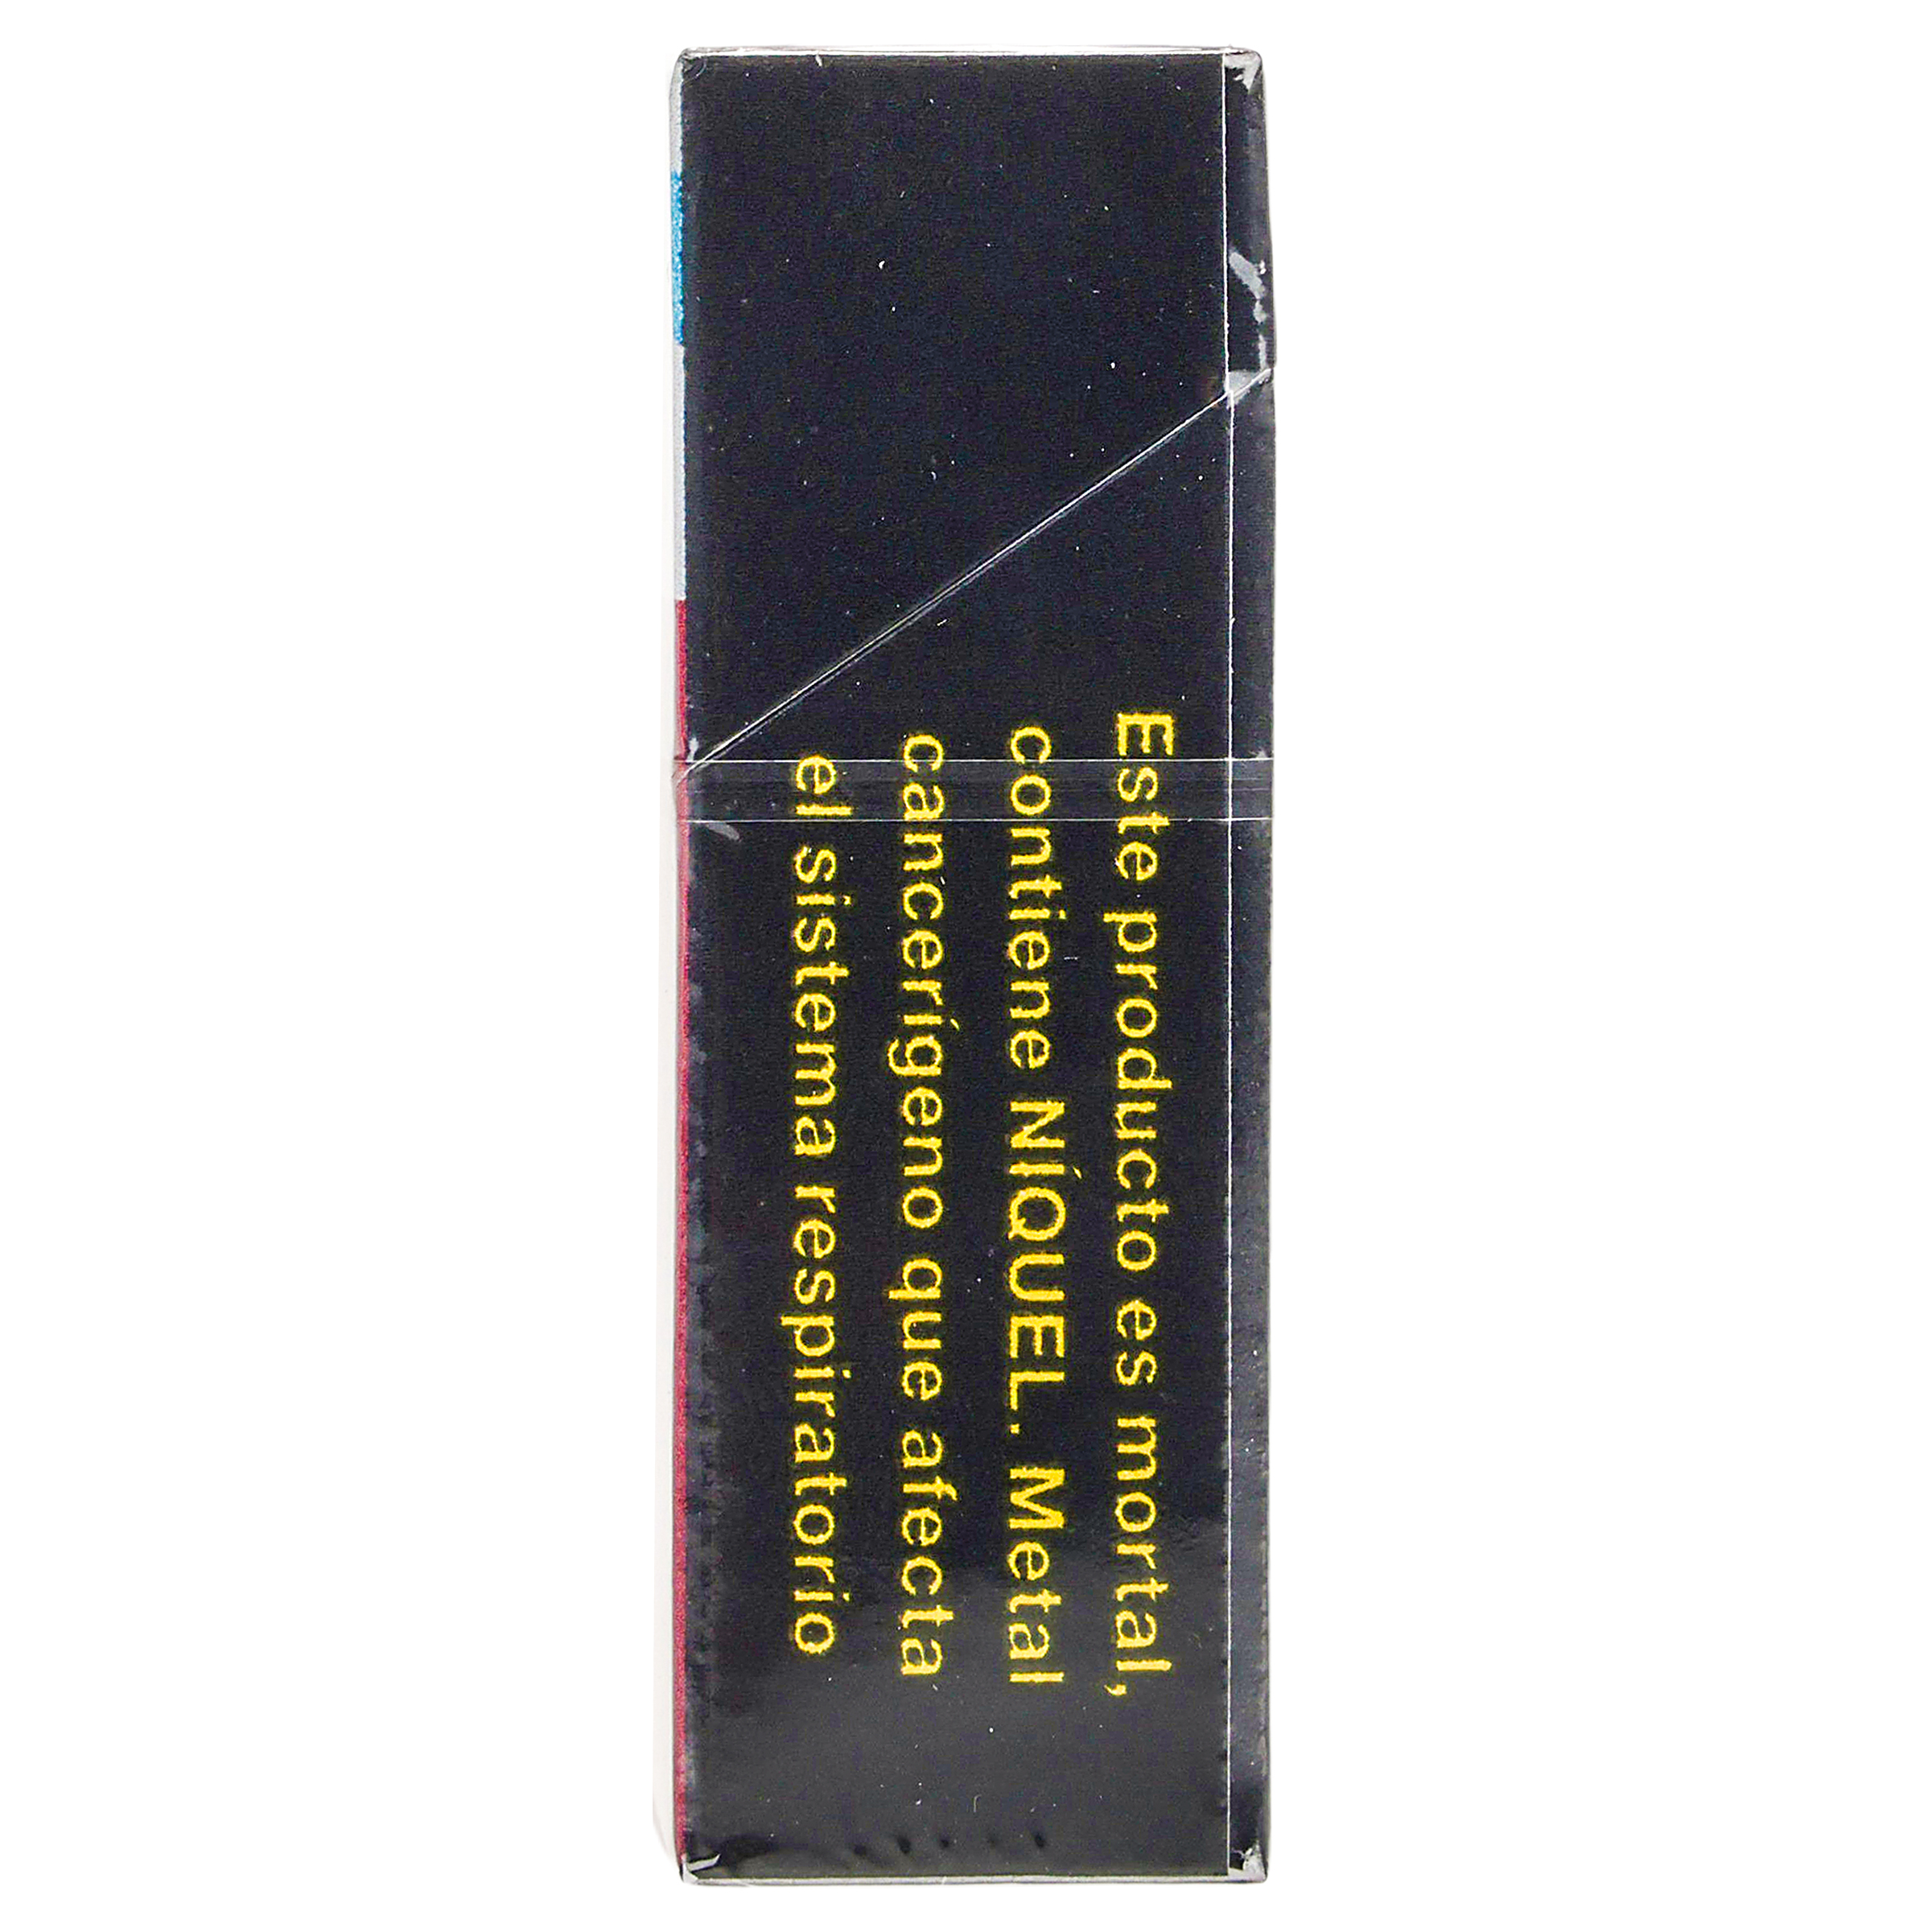 Este producto es mortal,
contiene NÍQUEL. Metal
cancerígeno que afecta
el sistema respiratorio